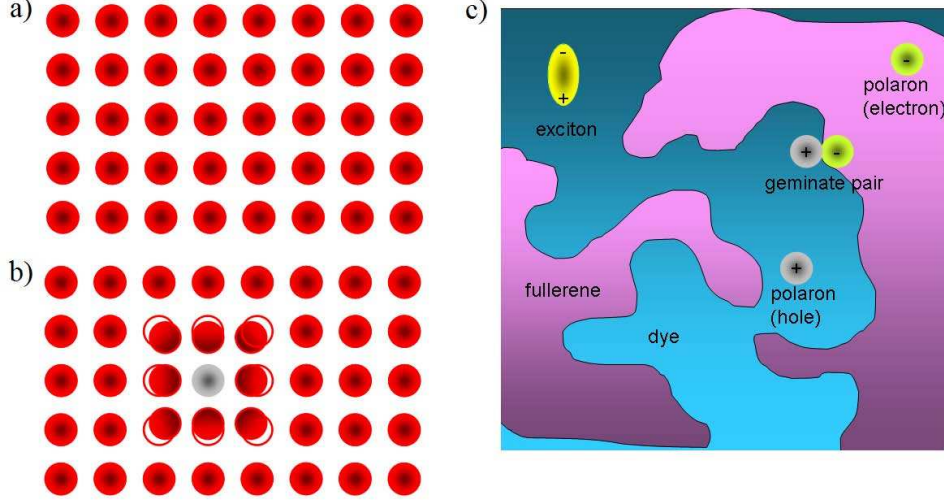 a)
b)
c)
-
+
exciton
-
polaron
(electron)
+ -
geminate pair
+
polaron
(hole)
fullerene
dye